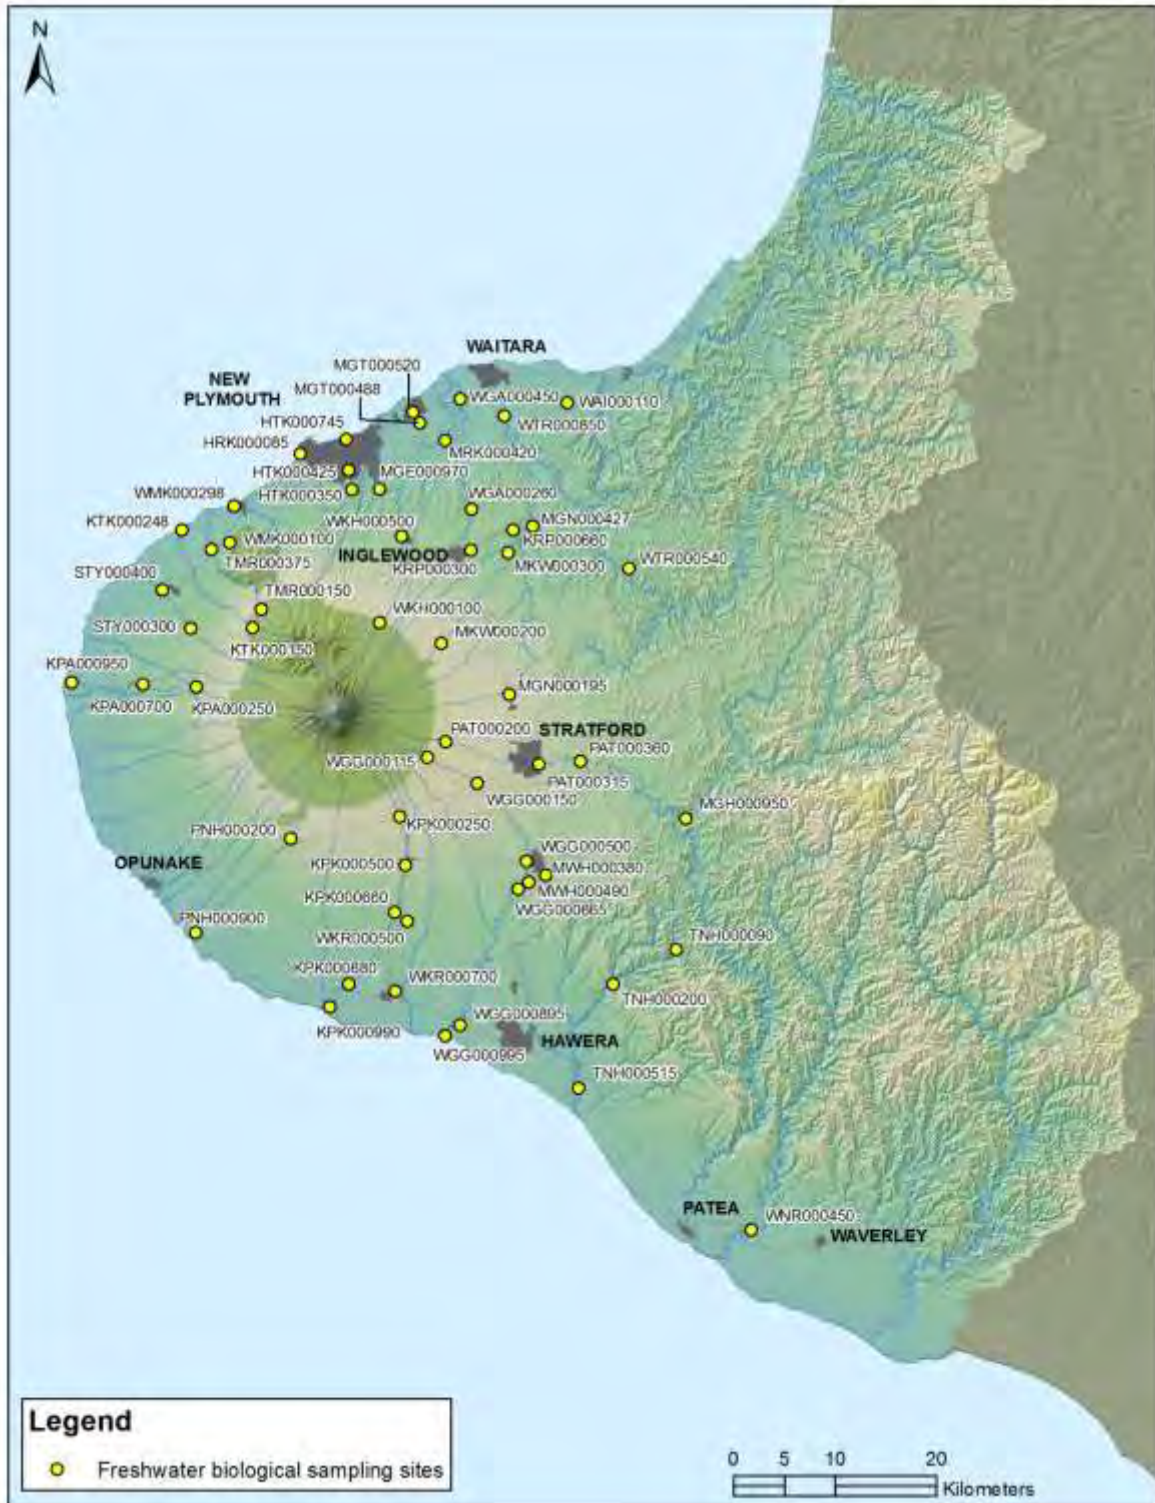 N
WAITARA
MGT000520
NEW
PLYMOUTH
MGT000488
WGA000450
WAI000110
HTK000745
WTR000850
HRK000085
MRK000420
HTK000425
MGE000970
WMK000298
HTK000350
WGA000260
KTK000248
WKH000500
MGN000427
WMK000100
KRP000660
INGLEWOOD
TMR000375
KRP000300
MKW000300
WTR000540
STY000400
TMR000150
WKH000100
STY000300
MKW000200
KTK000150
KPA000950
MGN000195
KPA000700
KPA000250
PAT000200
STRATFORD
PAT000360
WGG000115
PAT000315
WGG000150
MGH000950
KPK000250
PNH000200
WGG000500
OPUNAKE
KPK000500
MWH000380
MWH000490
KPK000660
WGG000665
PNH000900
WKR000500
TNH000090
KPK000880
WKR000700
TNH000200
WGG000895
KPK000990
HAWERA
WGG000995
TNH000515
PATEA
WNR000450
WAVERLEY
Legend
Freshwater biological sampling sites
0 5 10 20
Kilometers